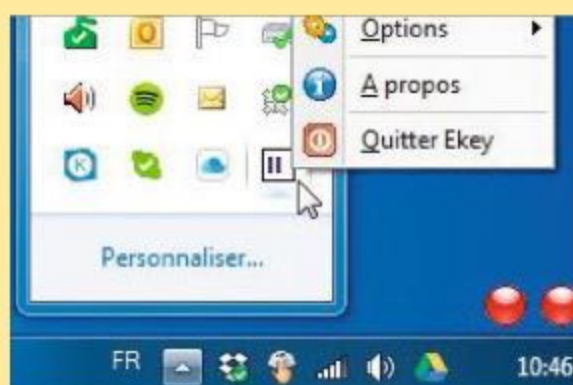 Options
A propos
Quitter Ekey
Personnaliser...
FR
10:46